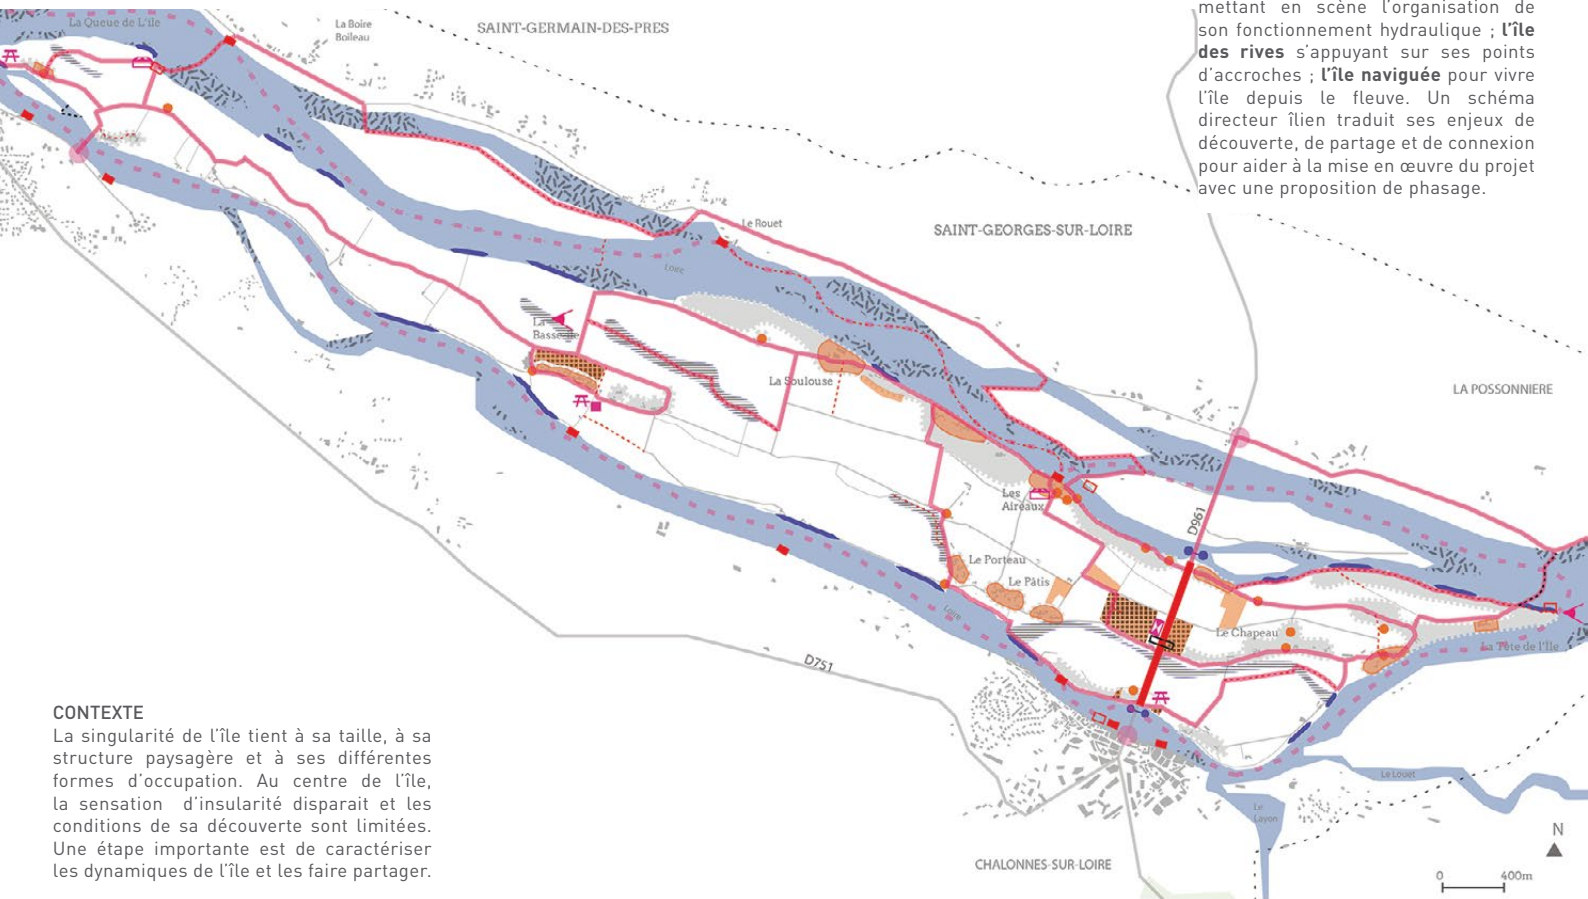 mettant en scène l'organisation de
son fonctionnement hydraulique ; l'île
des rives s'appuyant sur ses points
d'accroches ; l'île naviguée pour vivre
l'île depuis le fleuve. Un schéma
directeur îlien traduit ses enjeux de
découverte, de partage et de connexion
pour aider à la mise en œuvre du projet
avec une proposition de phasage.
La Queue de L'île
La Boire
Boileau
SAINT-GERMAIN-DES-PRES
Le Rouet
SAINT-GEORGES-SUR-LOIRE
Loire
La
Basse-Ile
La Soulouse
LA POSSONNIERE
Les
Aireaux
D961
Le Porteau
Le Pâtis
Loire
Le Chapeau
La Tête de l'Île
D751
Le Louet
Le
Layon
CHALONNES-SUR-LOIRE
N
0 400m
CONTEXTE
La singularité de l'île tient à sa taille, à sa
structure paysagère et à ses différentes
formes d'occupation. Au centre de l'île,
la sensation d'insularité disparait et les
conditions de sa découverte sont limitées.
Une étape importante est de caractériser
les dynamiques de l'île et les faire partager.